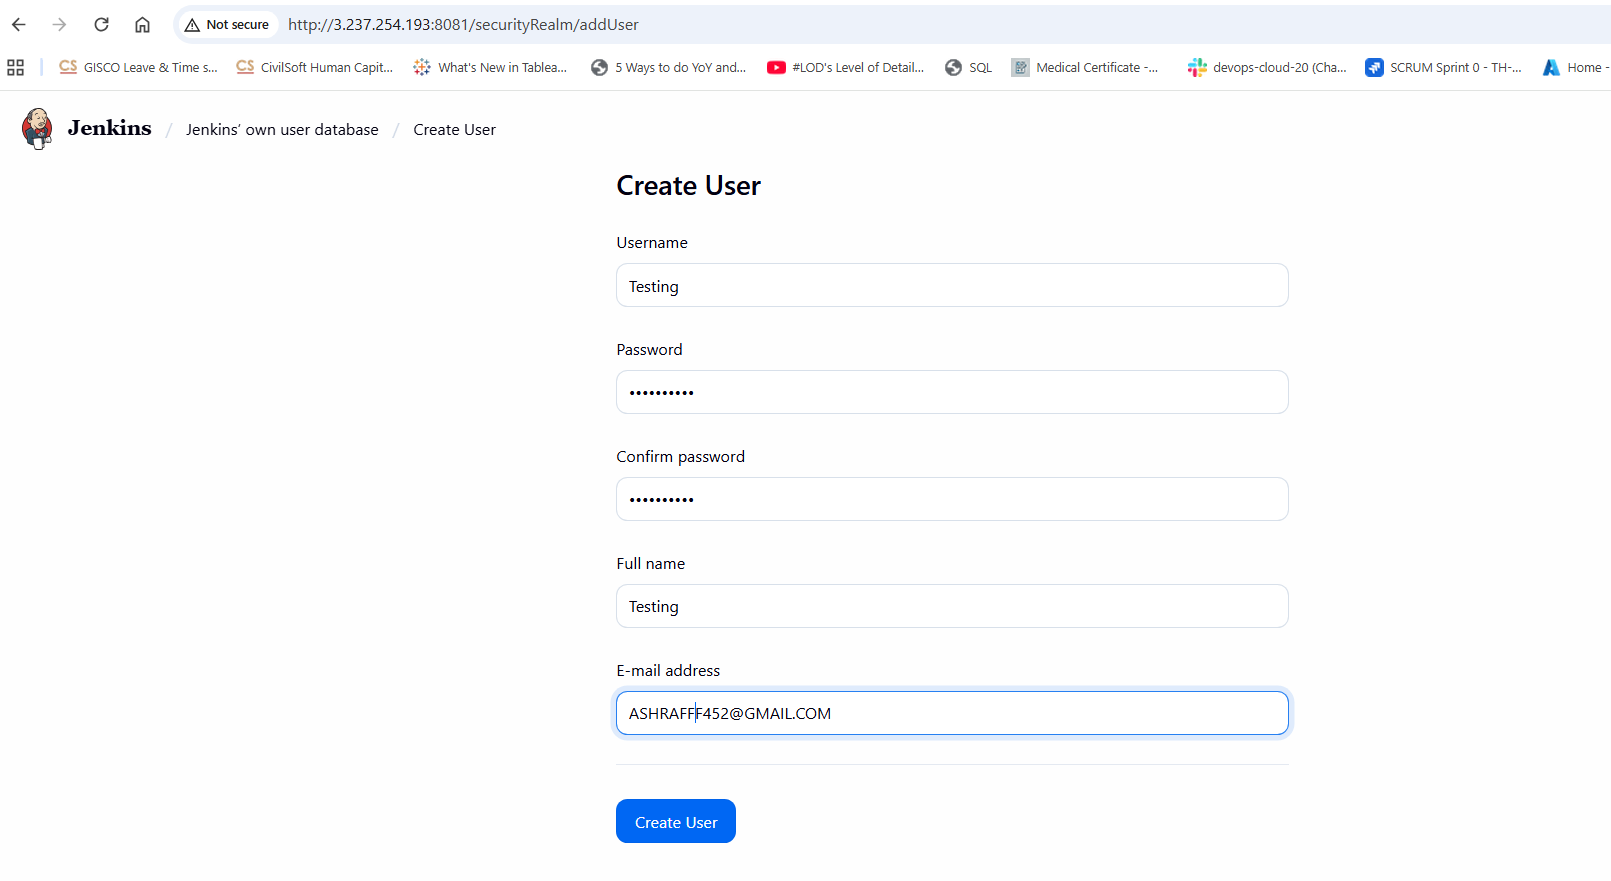 Not secure http://3.237.254.193:8081/securityRealm/addUser
GISCO Leave & Time s... CivilSoft Human Capit... What's New in Tablea... 5 Ways to do YoY and... #LOD's Level of Detail... SQL Medical Certificate -... devops-cloud-20 (Cha... SCRUM Sprint 0 - TH-... Home -
Jenkins / Jenkins' own user database / Create User
Create User
Username
Testing
Password
••••••••••
Confirm password
••••••••••
Full name
Testing
E-mail address
ASHRAFFF452@GMAIL.COM
Create User